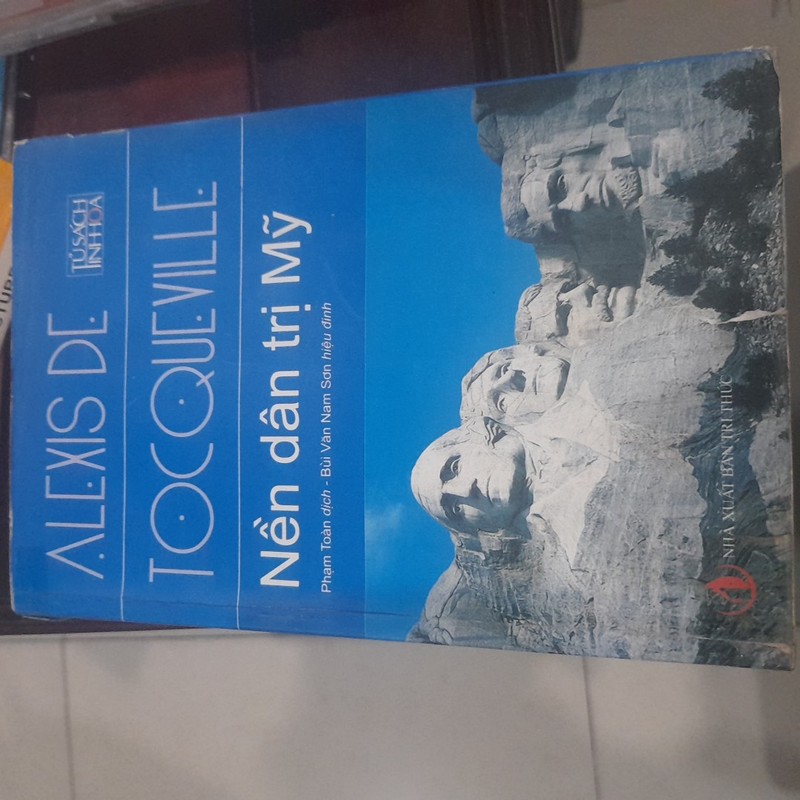 ALEXIS DE
TỦ SÁCH
TINH HOA
TOCQUEVILLE
Nền dân trị Mỹ
Phạm Toàn dịch - Bùi Văn Nam Sơn hiệu đính
NHÀ XUẤT BẢN TRI THỨC